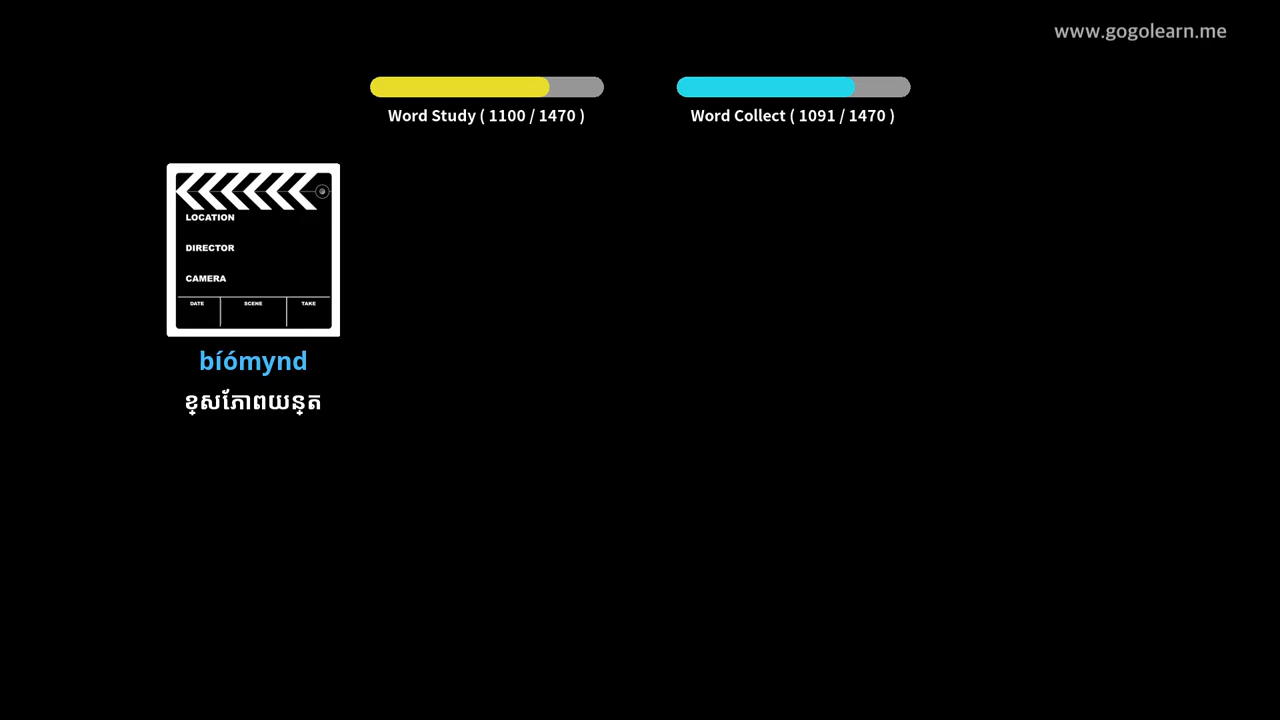 www.gogolearn.me
Word Study ( 1100 / 1470 )
Word Collect ( 1091 / 1470 )
LOCATION
DIRECTOR
CAMERA
DATE
SCENE
TAKE
bíómynd
ខ្សែភាពយន្ត